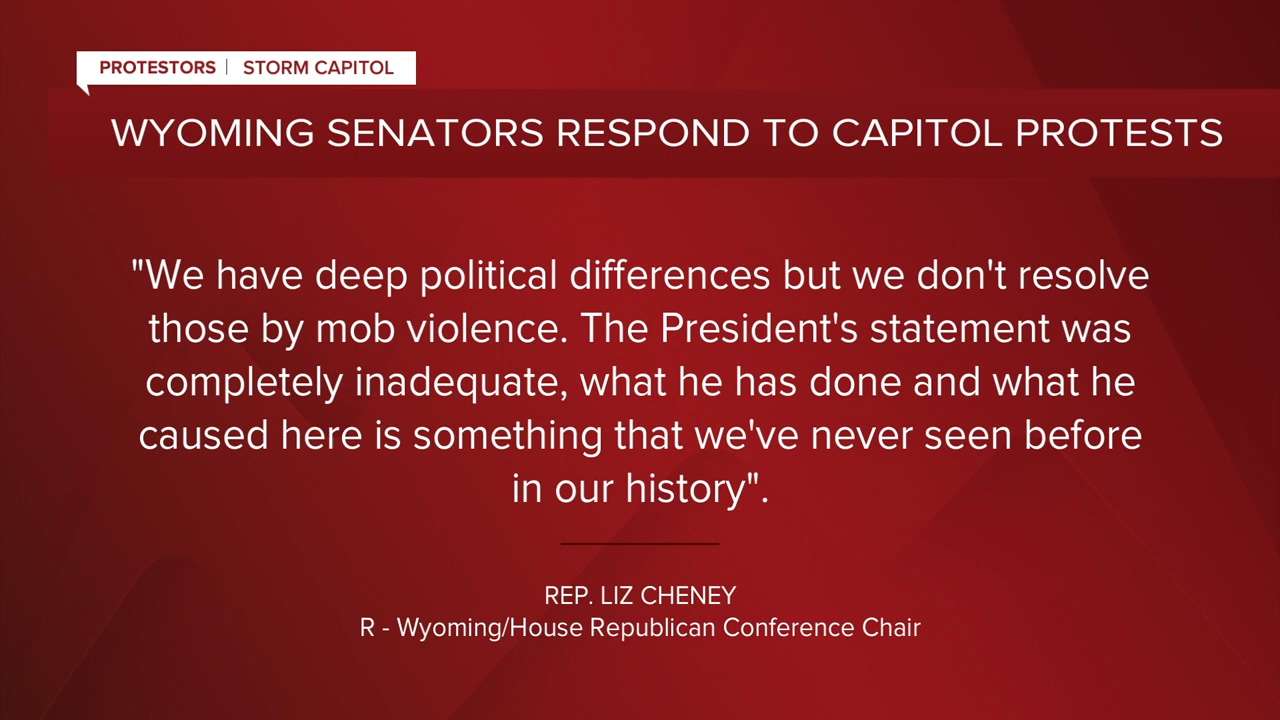 PROTESTORS | STORM CAPITOL
WYOMING SENATORS RESPOND TO CAPITOL PROTESTS
"We have deep political differences but we don't resolve
those by mob violence. The President's statement was
completely inadequate, what he has done and what he
caused here is something that we've never seen before
in our history".
REP. LIZ CHENEY
R - Wyoming/House Republican Conference Chair